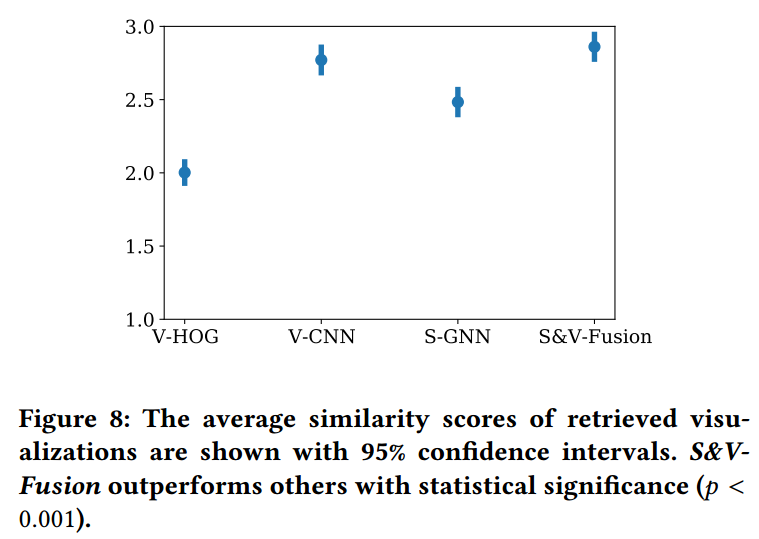 3.0
2.5
2.0
1.5
1.0
V-HOG V-CNN S-GNN S&V-Fusion
Figure 8: The average similarity scores of retrieved visu-
alizations are shown with 95% confidence intervals. S&V-
Fusion outperforms others with statistical significance (p <
0.001).